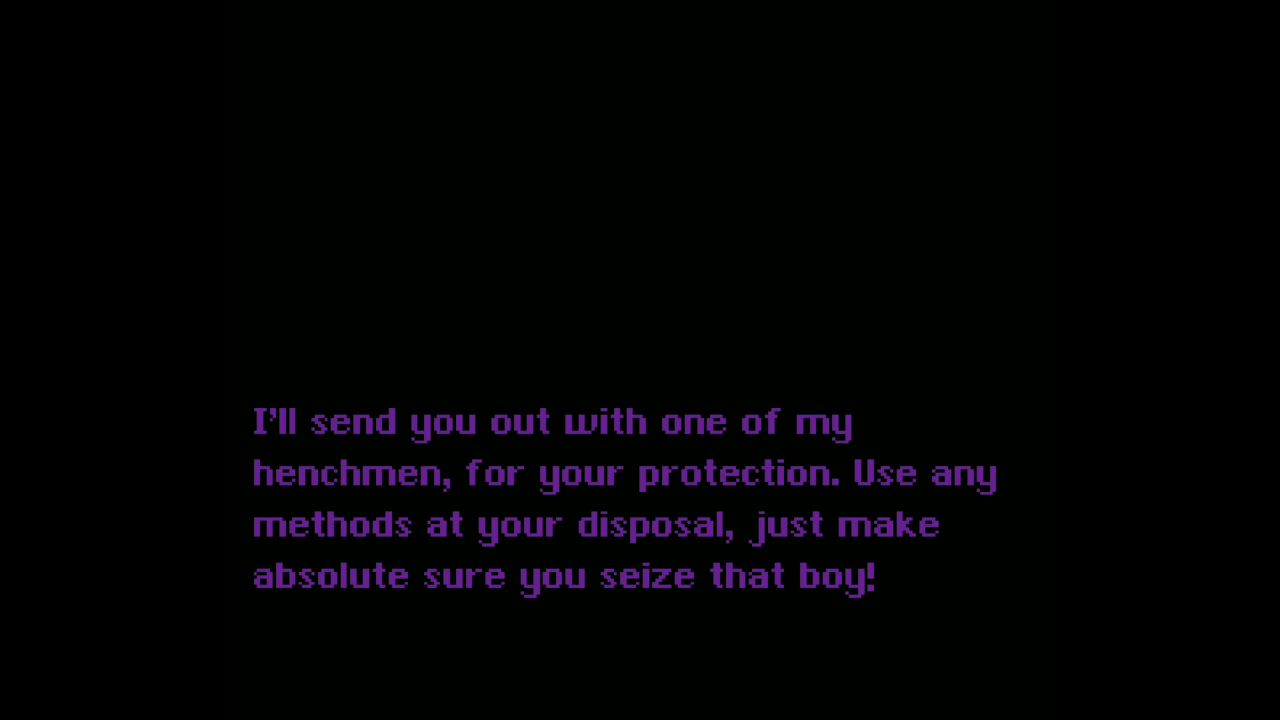 I'll send you out with one of my
henchmen, for your protection. Use any
methods at your disposal, just make
absolute sure you seize that boy!